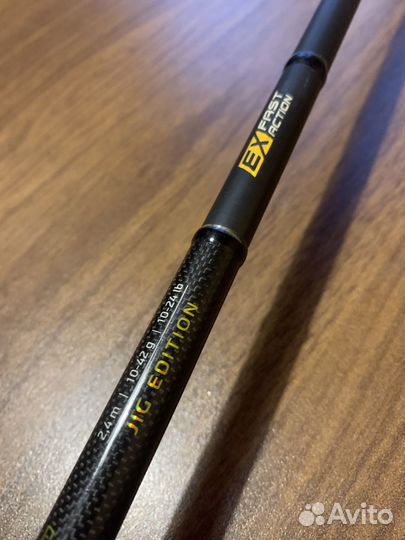 EX FAST
ACTION
2,4 m | 10-42 g | 10-24 lb
JIG EDITION
Avito